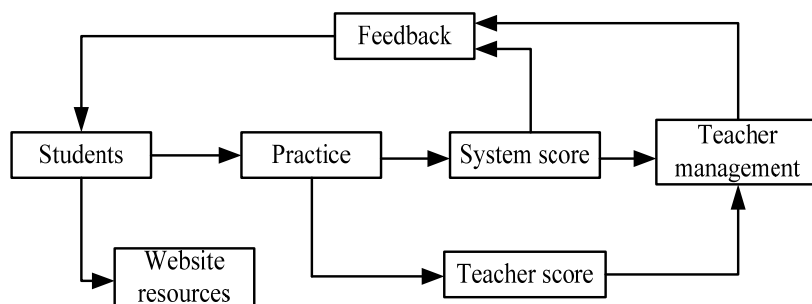 Feedback
Students
Practice
System score
Teacher
management
Website
resources
Teacher score